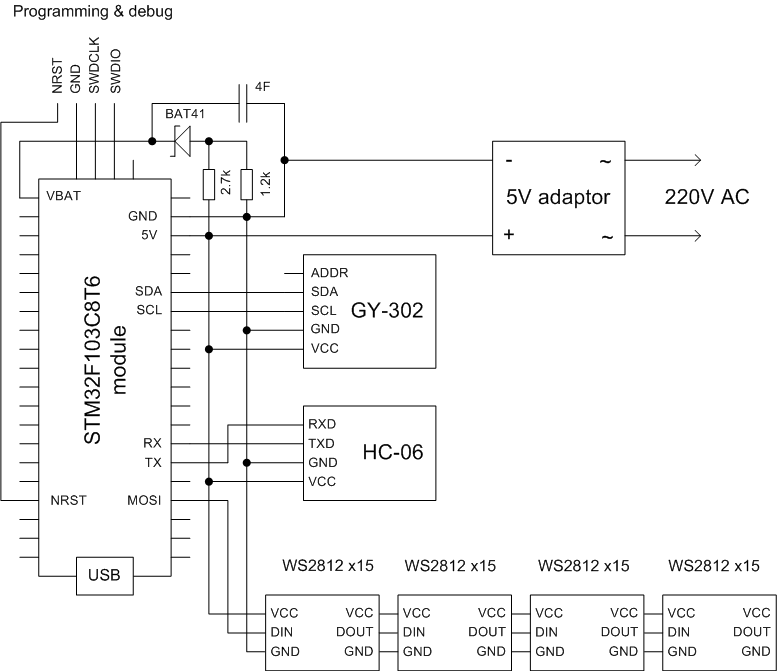 Programming & debug
NRST
GND
SWDCLK
SWDIO
4F
BAT41
2.7k
1.2k
VBAT
GND
5V
SDA
SCL
RX
TX
NRST
MOSI
STM32F103C8T6
module
USB
-
~
5V adaptor
+
~
220V AC
ADDR
SDA
SCL
GND
VCC
GY-302
RXD
TXD
GND
VCC
HC-06
WS2812 x15
WS2812 x15
WS2812 x15
WS2812 x15
VCC VCC
DIN DOUT
GND GND
VCC VCC
DIN DOUT
GND GND
VCC VCC
DIN DOUT
GND GND
VCC VCC
DIN DOUT
GND GND